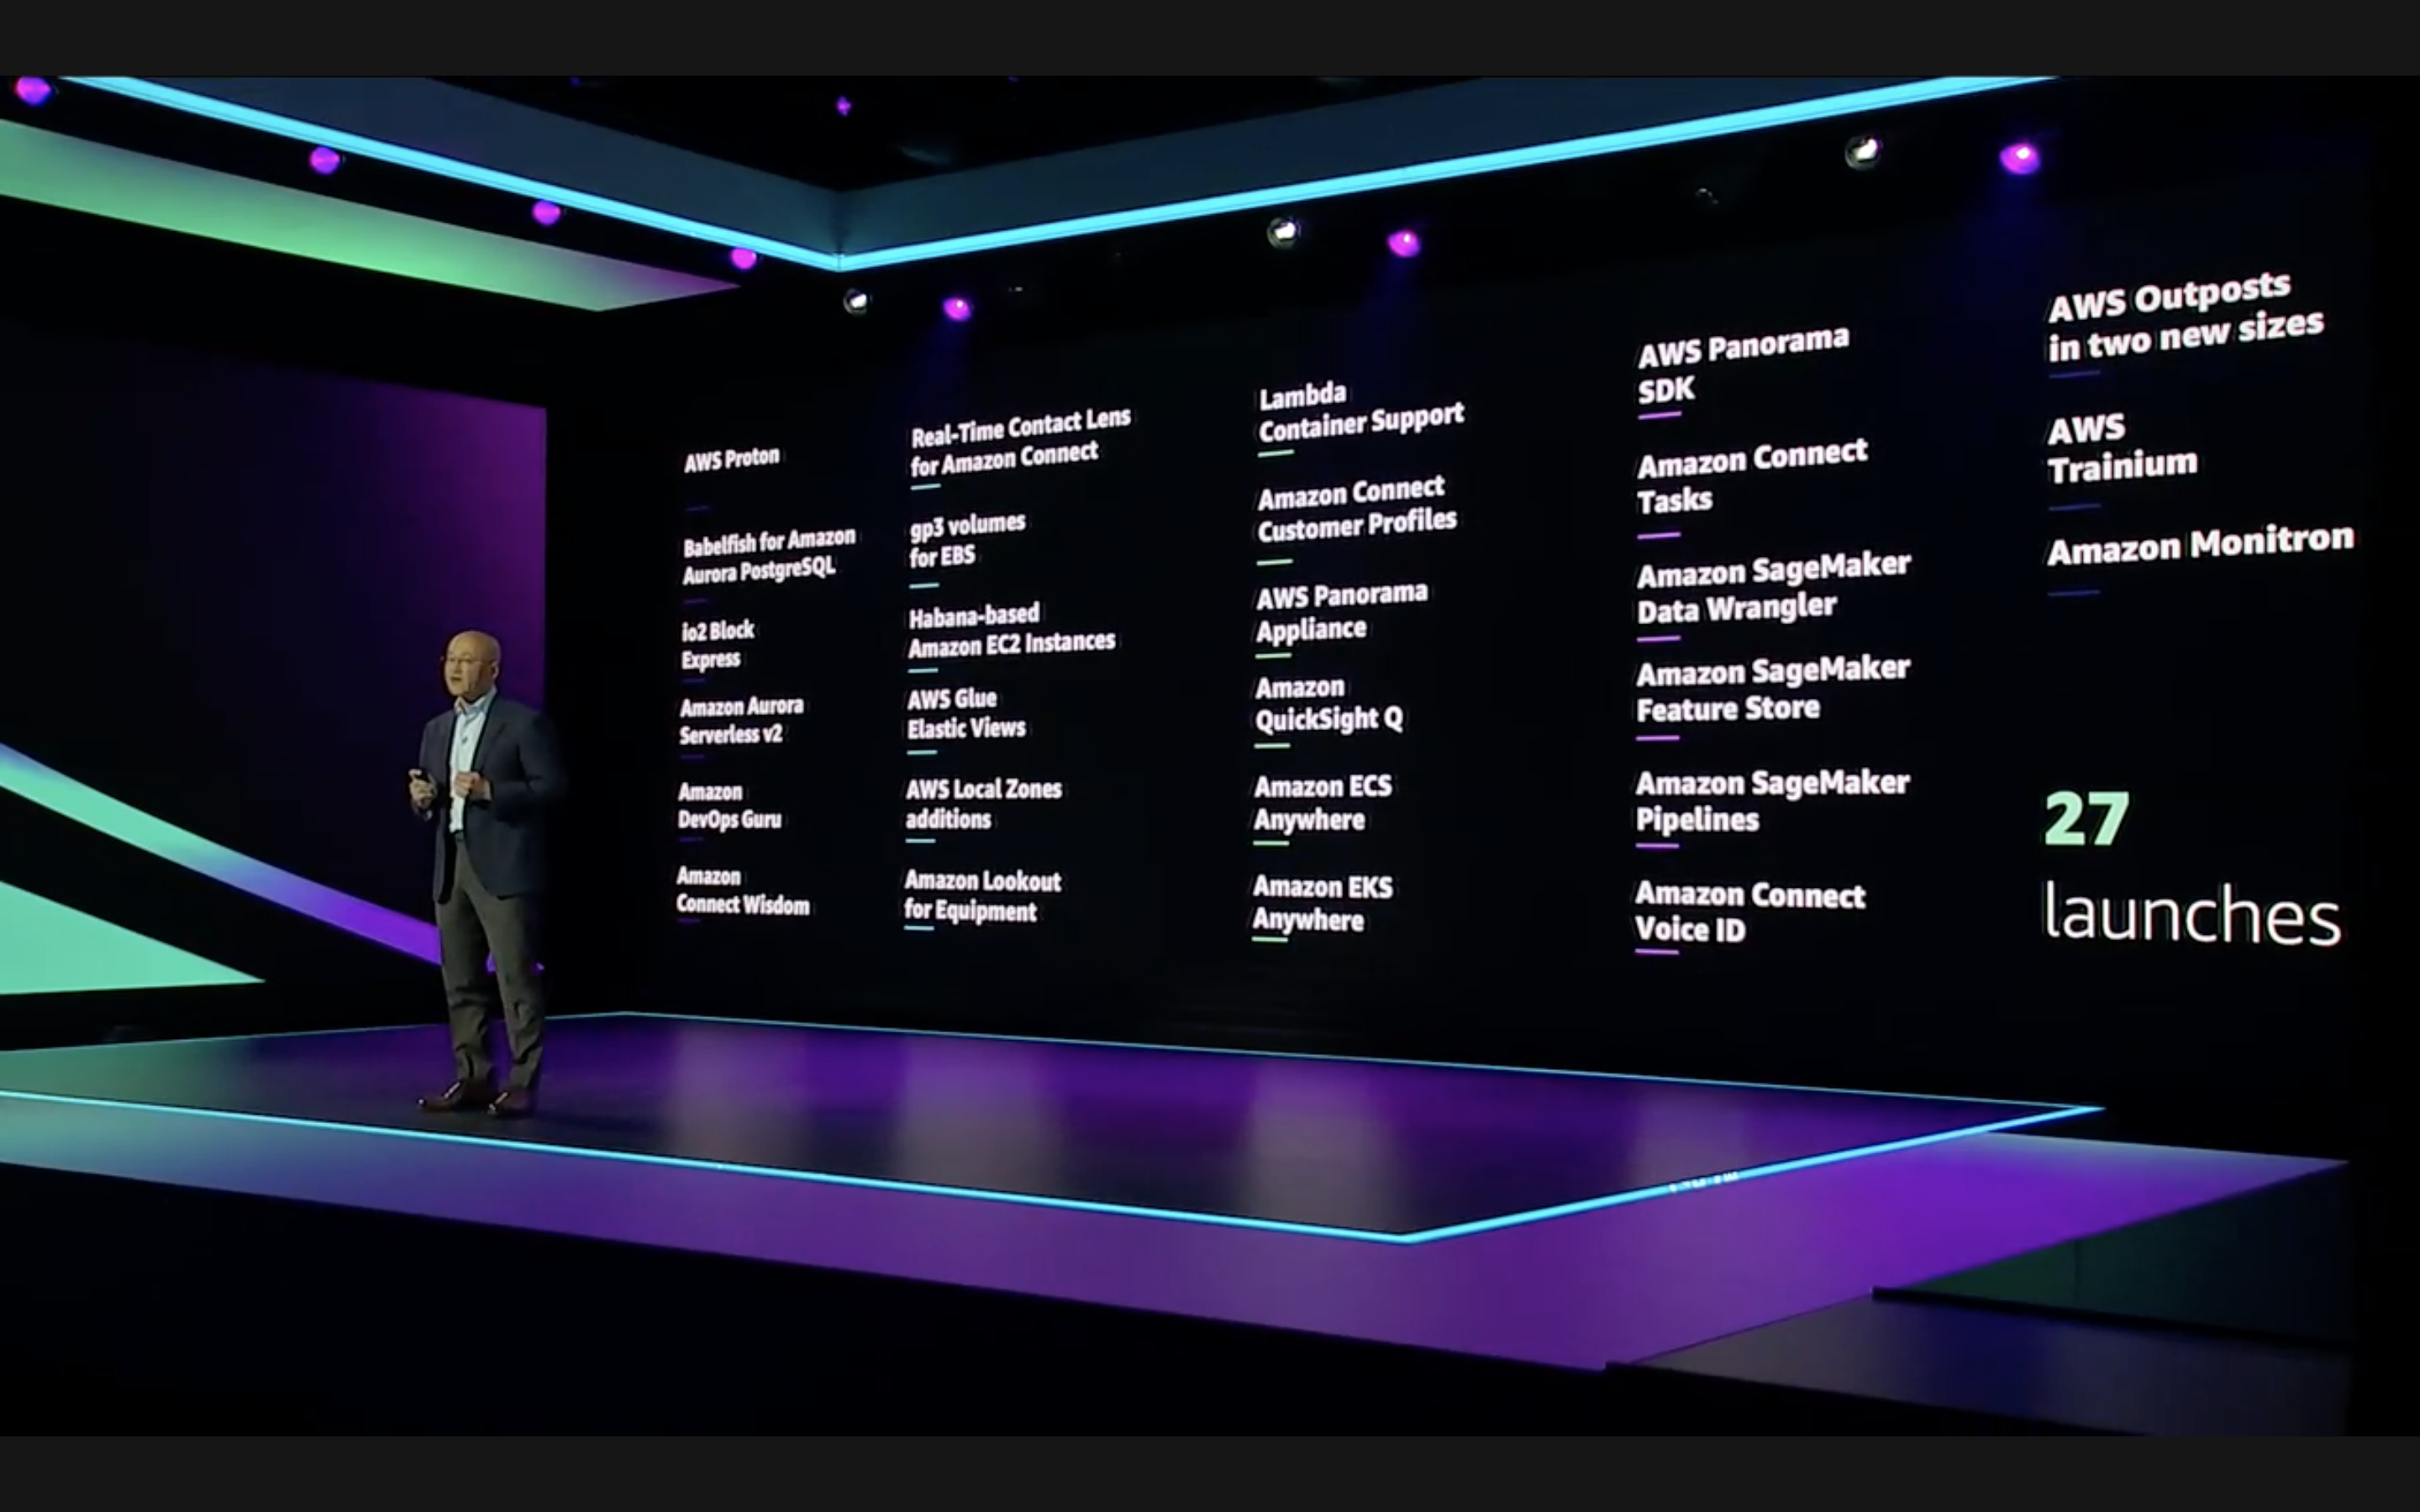 AWS Proton
Babelfish for Amazon
Aurora PostgreSQL
io2 Block
Express
Amazon Aurora
Serverless v2
Amazon
DevOps Guru
Amazon
Connect Wisdom
Real-Time Contact Lens
for Amazon Connect
gp3 volumes
for EBS
Habana-based
Amazon EC2 Instances
AWS Glue
Elastic Views
AWS Local Zones
additions
Amazon Lookout
for Equipment
Lambda
Container Support
Amazon Connect
Customer Profiles
AWS Panorama
Appliance
Amazon
QuickSight Q
Amazon ECS
Anywhere
Amazon EKS
Anywhere
AWS Panorama
SDK
Amazon Connect
Tasks
Amazon SageMaker
Data Wrangler
Amazon SageMaker
Feature Store
Amazon SageMaker
Pipelines
Amazon Connect
Voice ID
AWS Outposts
in two new sizes
AWS
Trainium
Amazon Monitron
27
launches